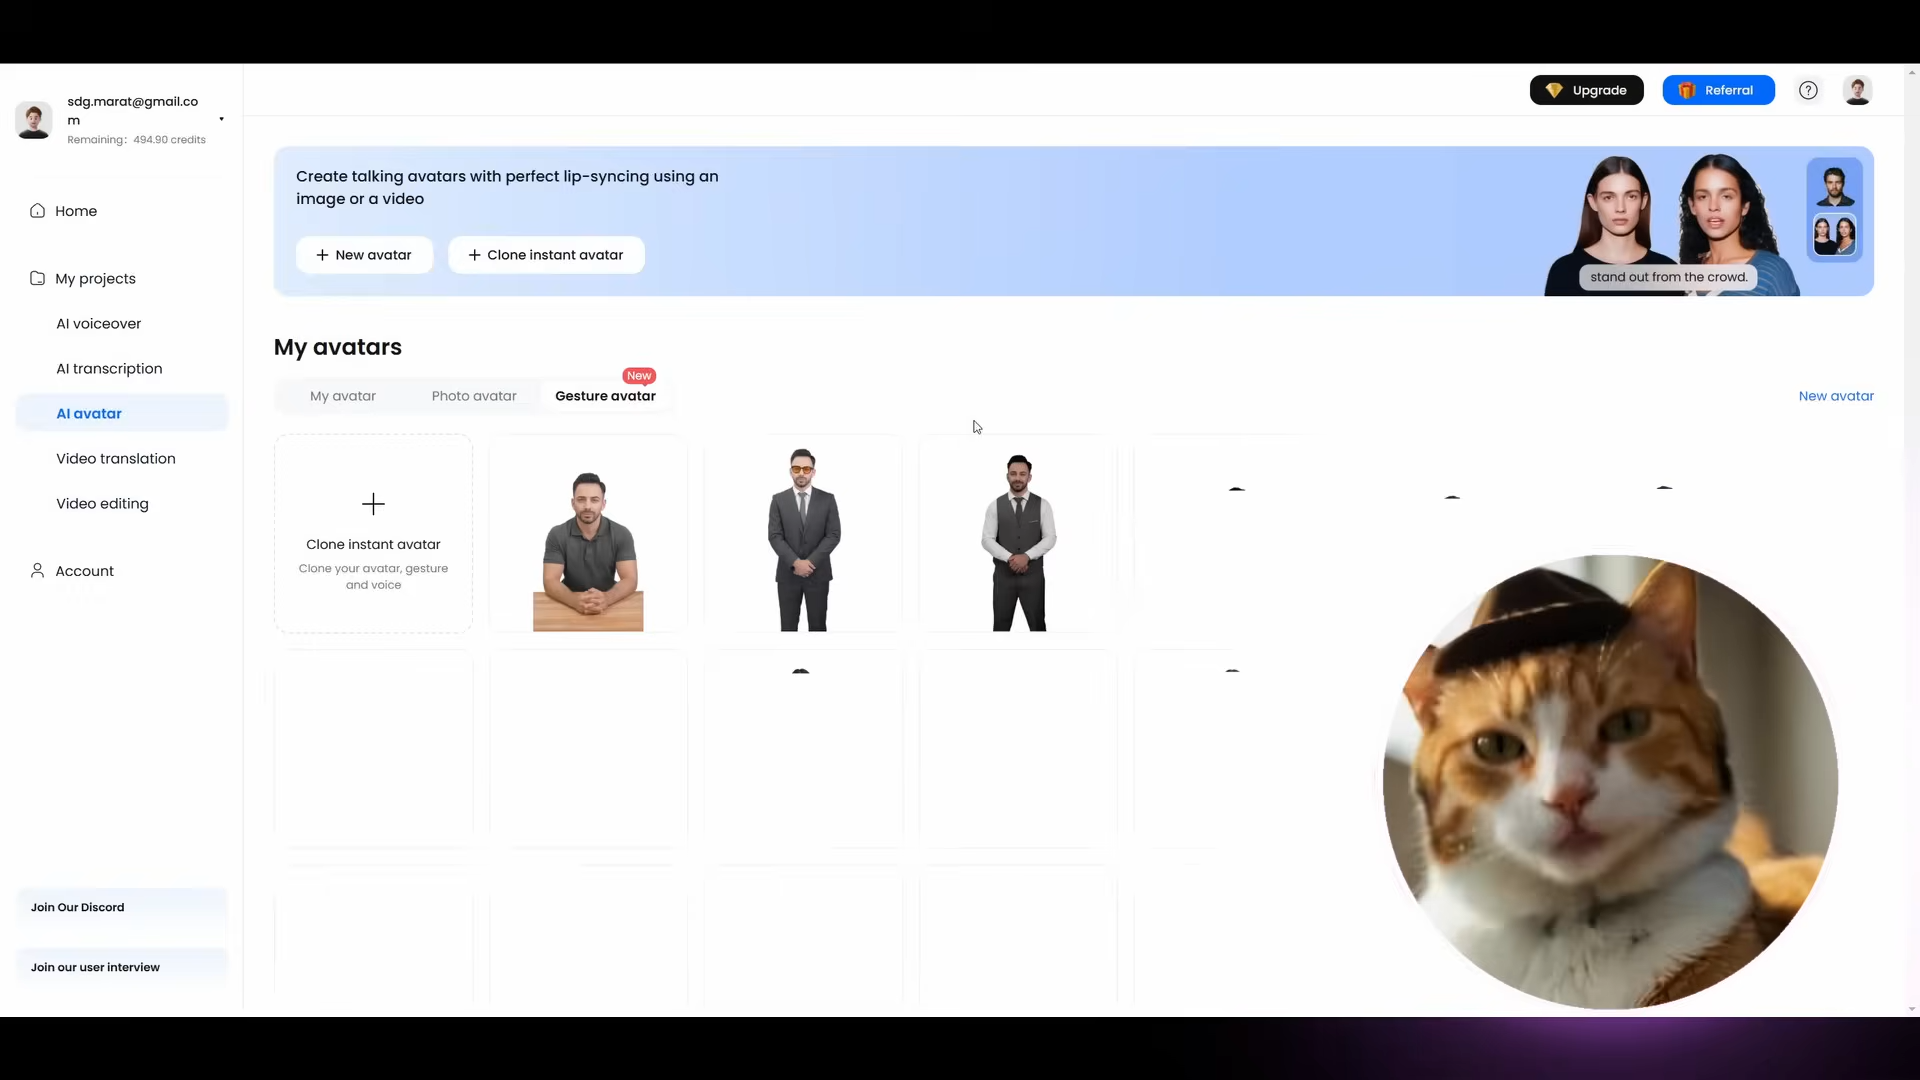 sdg.marat@gmail.co
m
Remaining: 494.90 credits
Upgrade
Referral
Home
My projects
AI voiceover
AI transcription
AI avatar
Video translation
Video editing
Account
Join Our Discord
Join our user interview
Create talking avatars with perfect lip-syncing using an
image or a video
New avatar
Clone instant avatar
stand out from the crowd.
My avatars
My avatar
Photo avatar
Gesture avatar
New
New avatar
Clone instant avatar
Clone your avatar, gesture
and voice